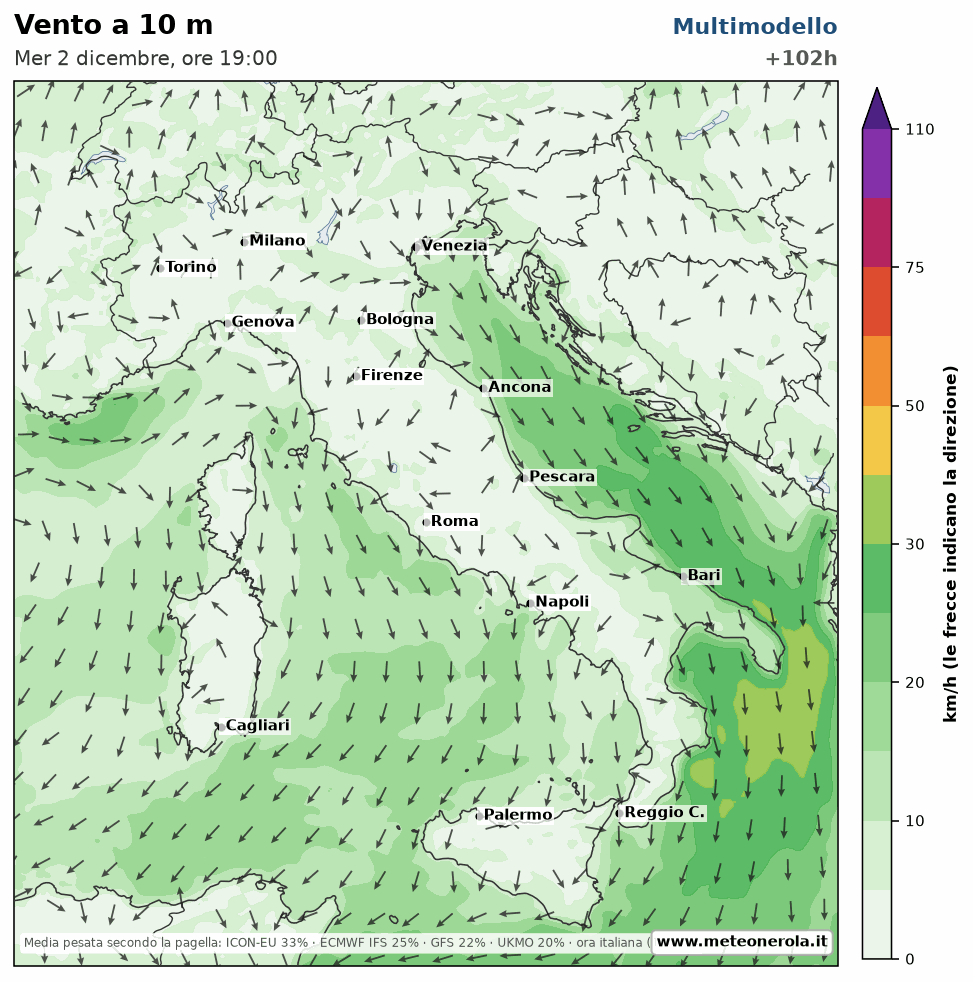 Vento a 10 m
Multimodello
Mer 2 dicembre, ore 19:00
+102h
110
75
50
30
20
10
0
km/h (le frecce indicano la direzione)
Milano
Venezia
Torino
Genova
Bologna
Firenze
Ancona
Pescara
Roma
Bari
Napoli
Cagliari
Palermo
Reggio C.
Media pesata secondo la pagella: ICON-EU 33% · ECMWF IFS 25% · GFS 22% · UKMO 20% · ora italiana (
www.meteonerola.it